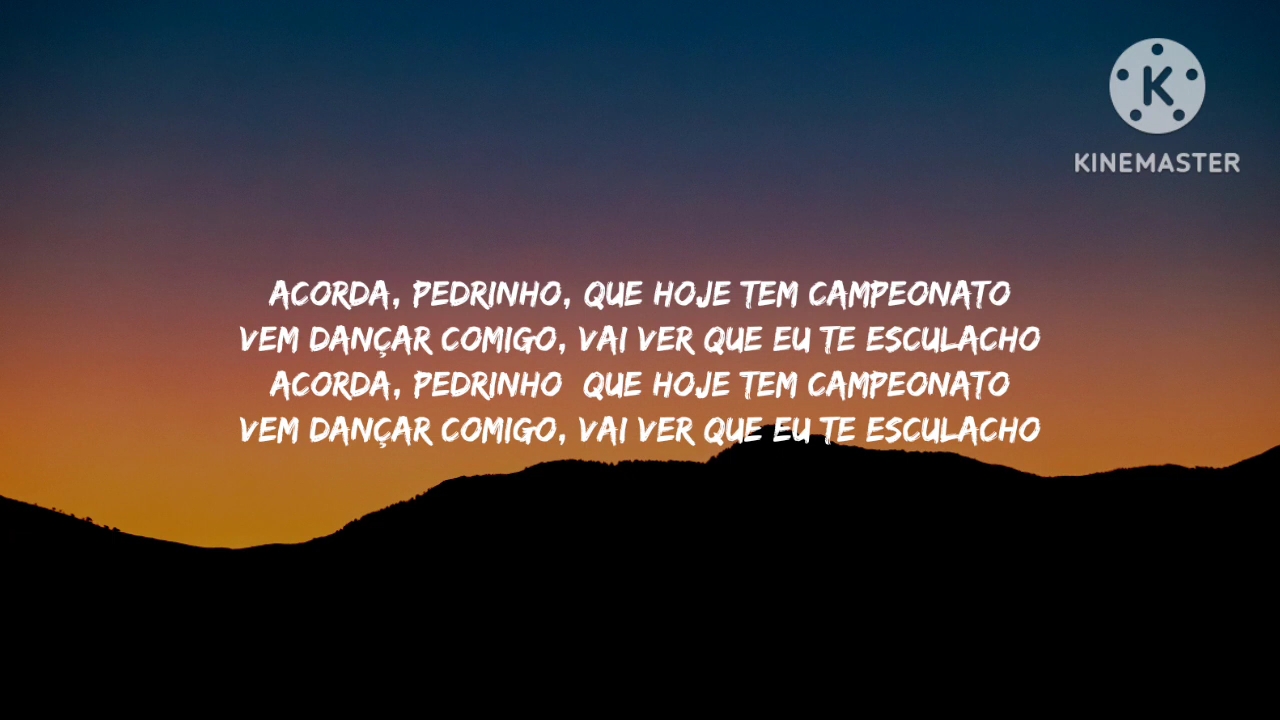 K
KINEMASTER
ACORDA, PEDRINHO, QUE HOJE TEM CAMPEONATO
VEM DANÇAR COMIGO, VAI VER QUE EU TE ESCULACHO
ACORDA, PEDRINHO  QUE HOJE TEM CAMPEONATO
VEM DANÇAR COMIGO, VAI VER QUE EU TE ESCULACHO